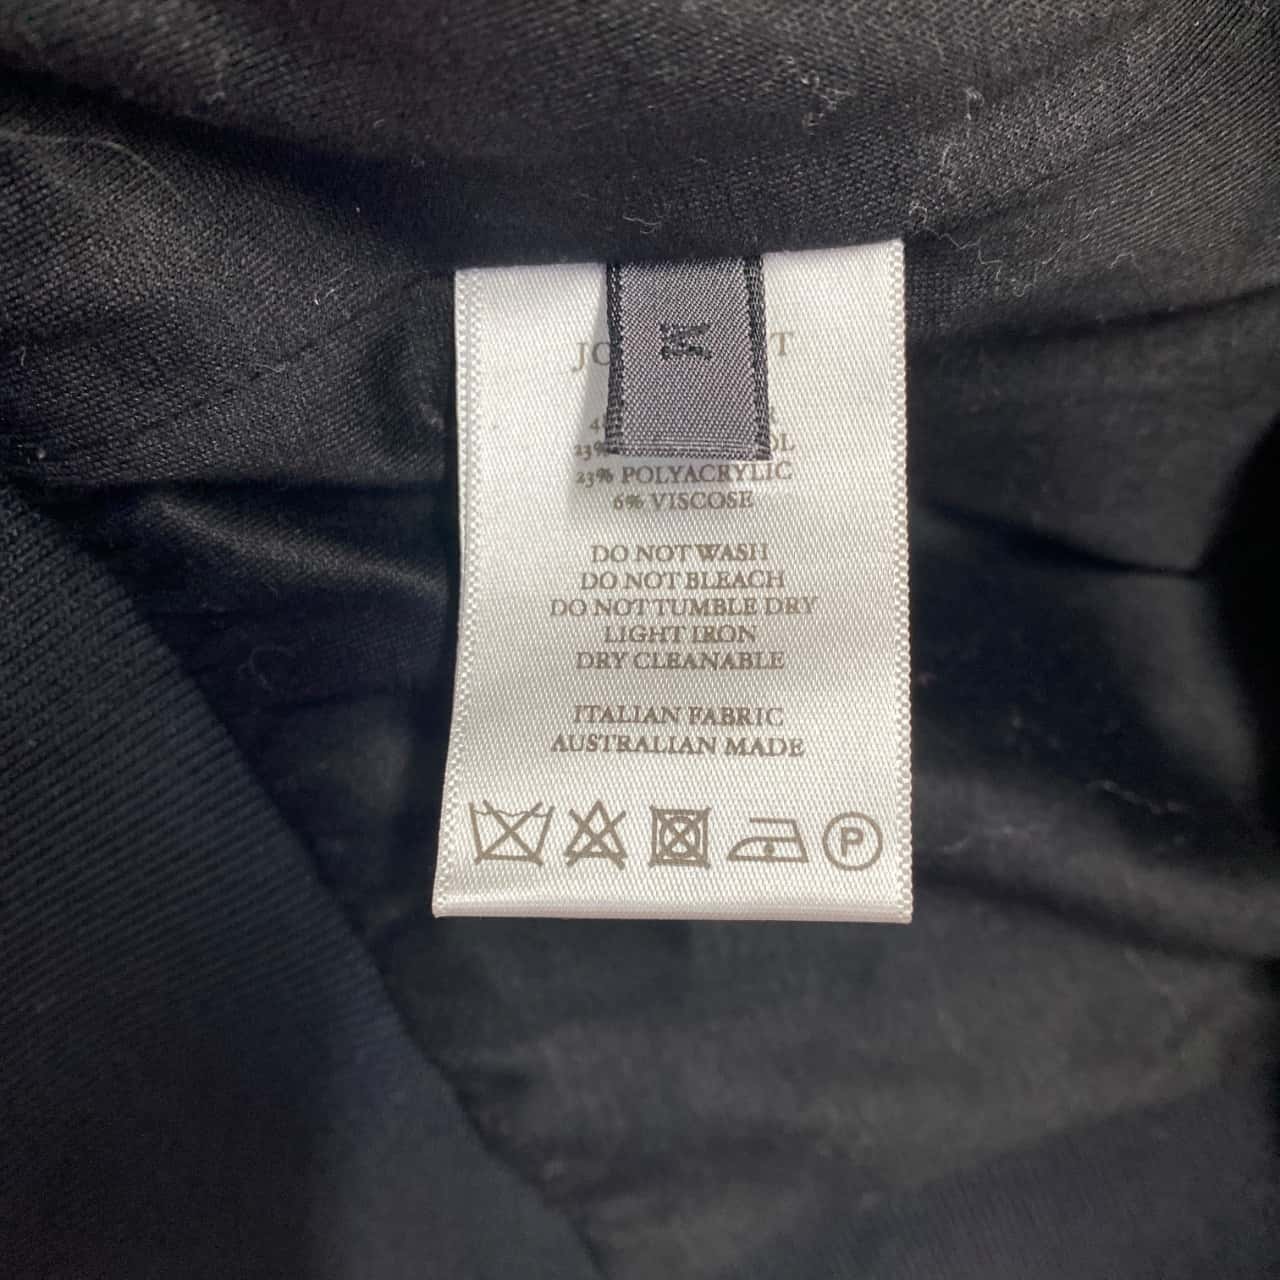 23%
23% POLYACRYLIC
6% VISCOSE
DO NOT WASH
DO NOT BLEACH
DO NOT TUMBLE DRY
LIGHT IRON
DRY CLEANABLE
ITALIAN FABRIC
AUSTRALIAN MADE
P